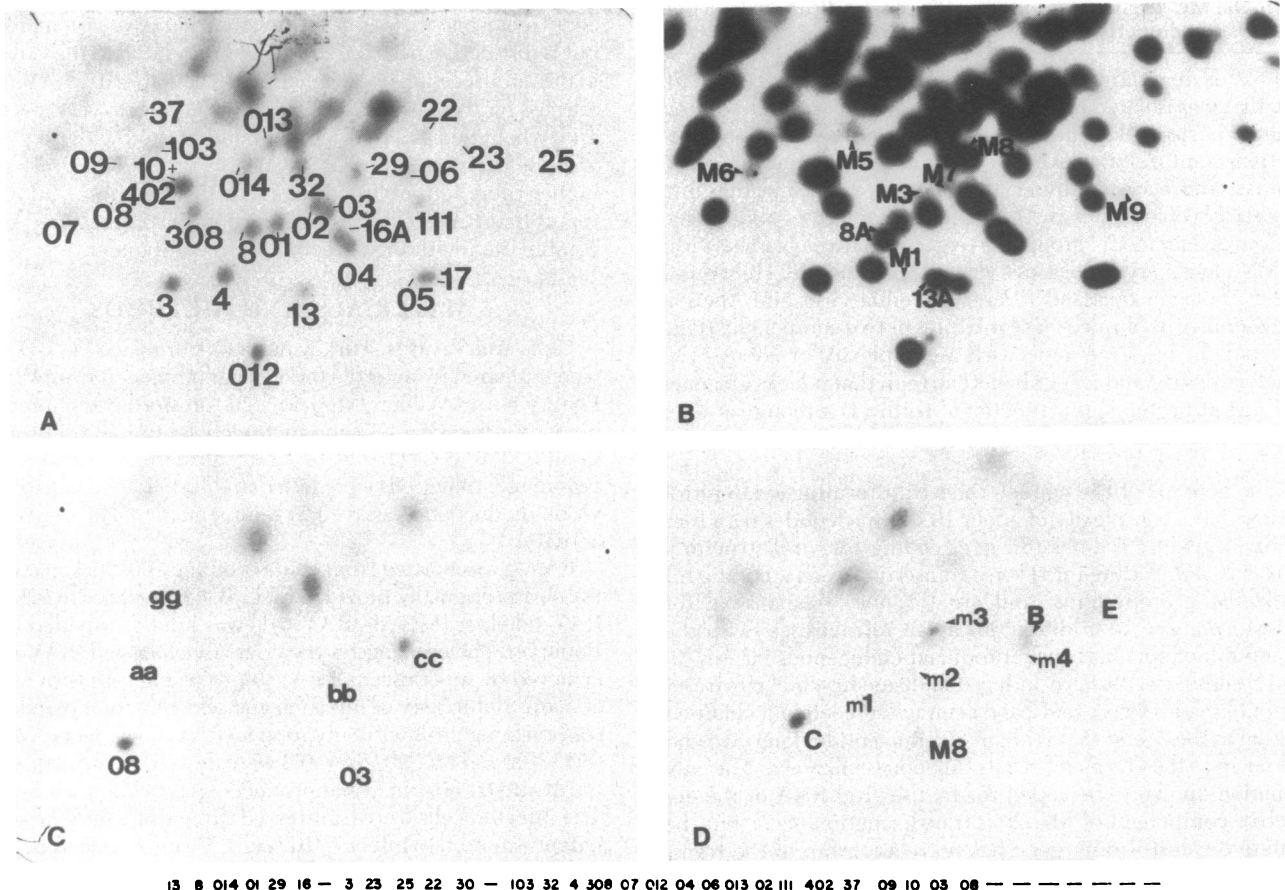 37
013
22
103
09
10+
29
23
25
06
402
014
32
08
03
07
308
8
01
02
16A
111
04
17
3
4
13
05
012
A
M6
M5
M8
M7
M3
M9
8A
M1
13A
B
gg
aa
cc
bb
08
03
C
m3
B
E
m4
m2
m1
C
M8
D
13 8 014 01 29 16 — 3 23 25 22 30 — 103 32 4 308 07 012 04 06 013 02 111 402 37 09 10 03 08 — — — — — — — —